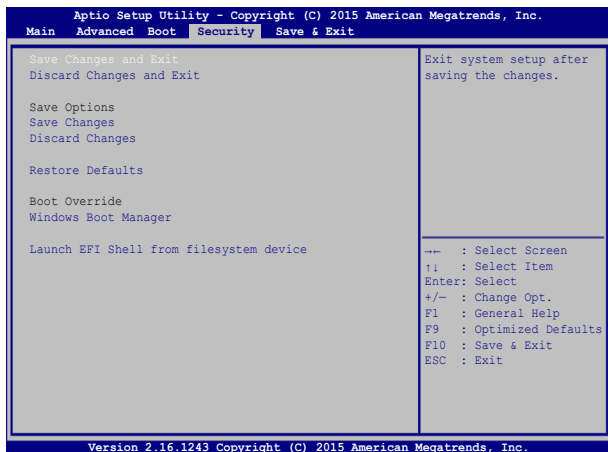 Aptio Setup Utility - Copyright (C) 2015 American Megatrends, Inc.
Main Advanced Boot Security Save & Exit
Save Changes and Exit
Discard Changes and Exit
Save Options
Save Changes
Discard Changes
Restore Defaults
Boot Override
Windows Boot Manager
Launch EFI Shell from filesystem device
Exit system setup after
saving the changes.
→← : Select Screen
↑↓ : Select Item
Enter: Select
+/— : Change Opt.
F1 : General Help
F9 : Optimized Defaults
F10 : Save & Exit
ESC : Exit
Version 2.16.1243 Copyright (C) 2015 American Megatrends, Inc.